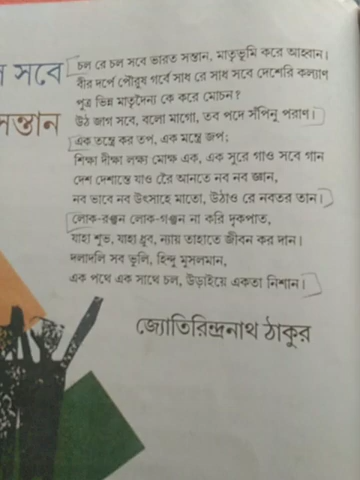 সবে
সন্তান
চল রে চল সবে ভারত সন্তান, মাতৃভূমি করে আহ্বান।
বীর দর্পে পৌরুষ গর্বে সাধ রে সাধ সবে দেশেরি কল্যাণ
পুত্র ভিন্ন মাতৃদৈন্য কে করে মোচন?
উঠ জাগ সবে, বলো মাগো, তব পদে সঁপিনু পরাণ।
এক তন্ত্রে কর তপ, এক মন্ত্রে জপ;
শিক্ষা দীক্ষা লক্ষ্য মোক্ষ এক, এক সুরে গাও সবে গান
দেশ দেশান্তে যাও রে আনতে নব নব জ্ঞান,
নব ভাবে নব উৎসাহে মাতো, উঠাও রে নবতর তান।
লোক-রঞ্জন লোক-গঞ্জন না করি দৃকপাত,
যাহা শুভ, যাহা ধ্রুব, ন্যায় তাহাতে জীবন কর দান।
দলাদলি সব ভুলি, হিন্দু মুসলমান,
এক পথে এক সাথে চল, উড়াইয়ে একতা নিশান।
জ্যোতিরিন্দ্রনাথ ঠাকুর